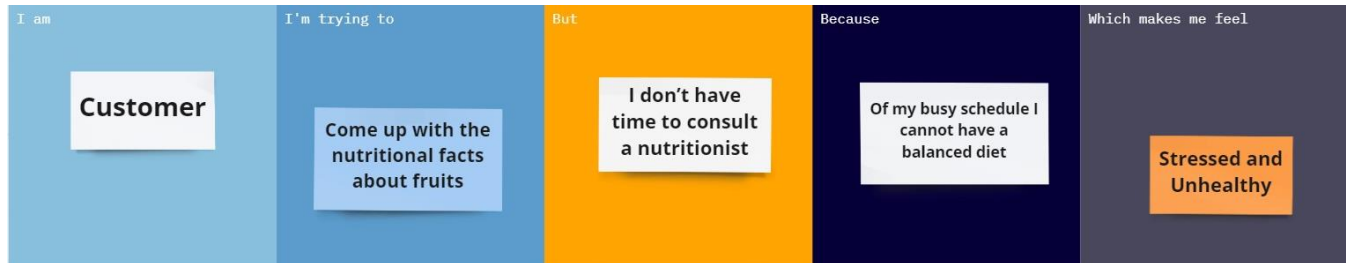 I am
Customer
I'm trying to
Come up with the
nutritional facts
about fruits
But
I don’t have
time to consult
a nutritionist
Because
Of my busy schedule I
cannot have a
balanced diet
Which makes me feel
Stressed and
Unhealthy